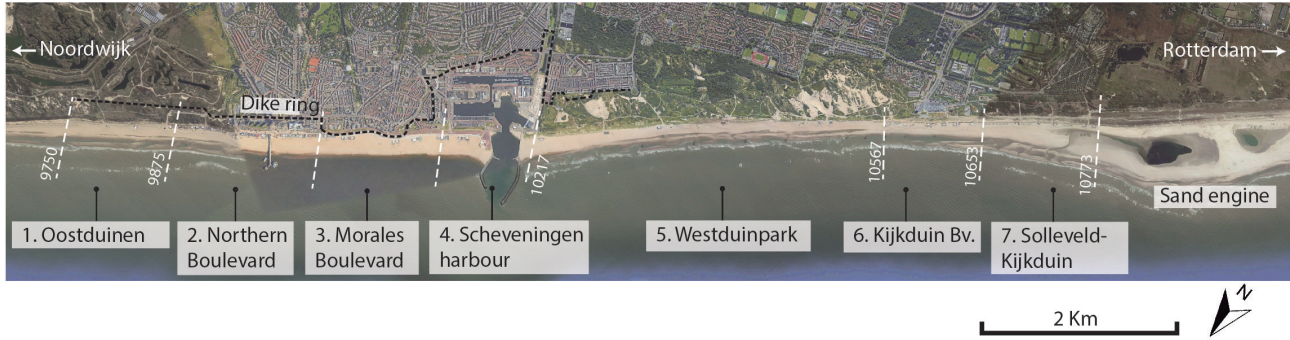 ← Noordwijk
Rotterdam →
Dike ring
9750
9875
10217
10567
10653
10773
Sand engine
1. Oostduinen
2. Northern
Boulevard
3. Morales
Boulevard
4. Scheveningen
harbour
5. Westduinpark
6. Kijkduin Bv.
7. Solleveld-
Kijkduin
N
2 Km